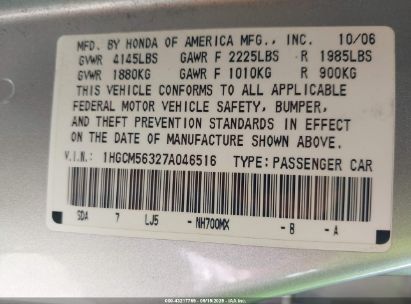 MFD. BY HONDA OF AMERICA MFG., INC. 10/06
GVWR 4145LBS GAWR F 2225LBS R 1985LBS
GVWR 1880KG GAWR F 1010KG R 900KG
THIS VEHICLE CONFORMS TO ALL APPLICABLE
FEDERAL MOTOR VEHICLE SAFETY, BUMPER,
AND THEFT PREVENTION STANDARDS IN EFFECT
ON THE DATE OF MANUFACTURE SHOWN ABOVE.
V.I.N.: 1HGCM56327A046516 TYPE: PASSENGER CAR
SDA 7 LJ5 -NH700MX -B -A